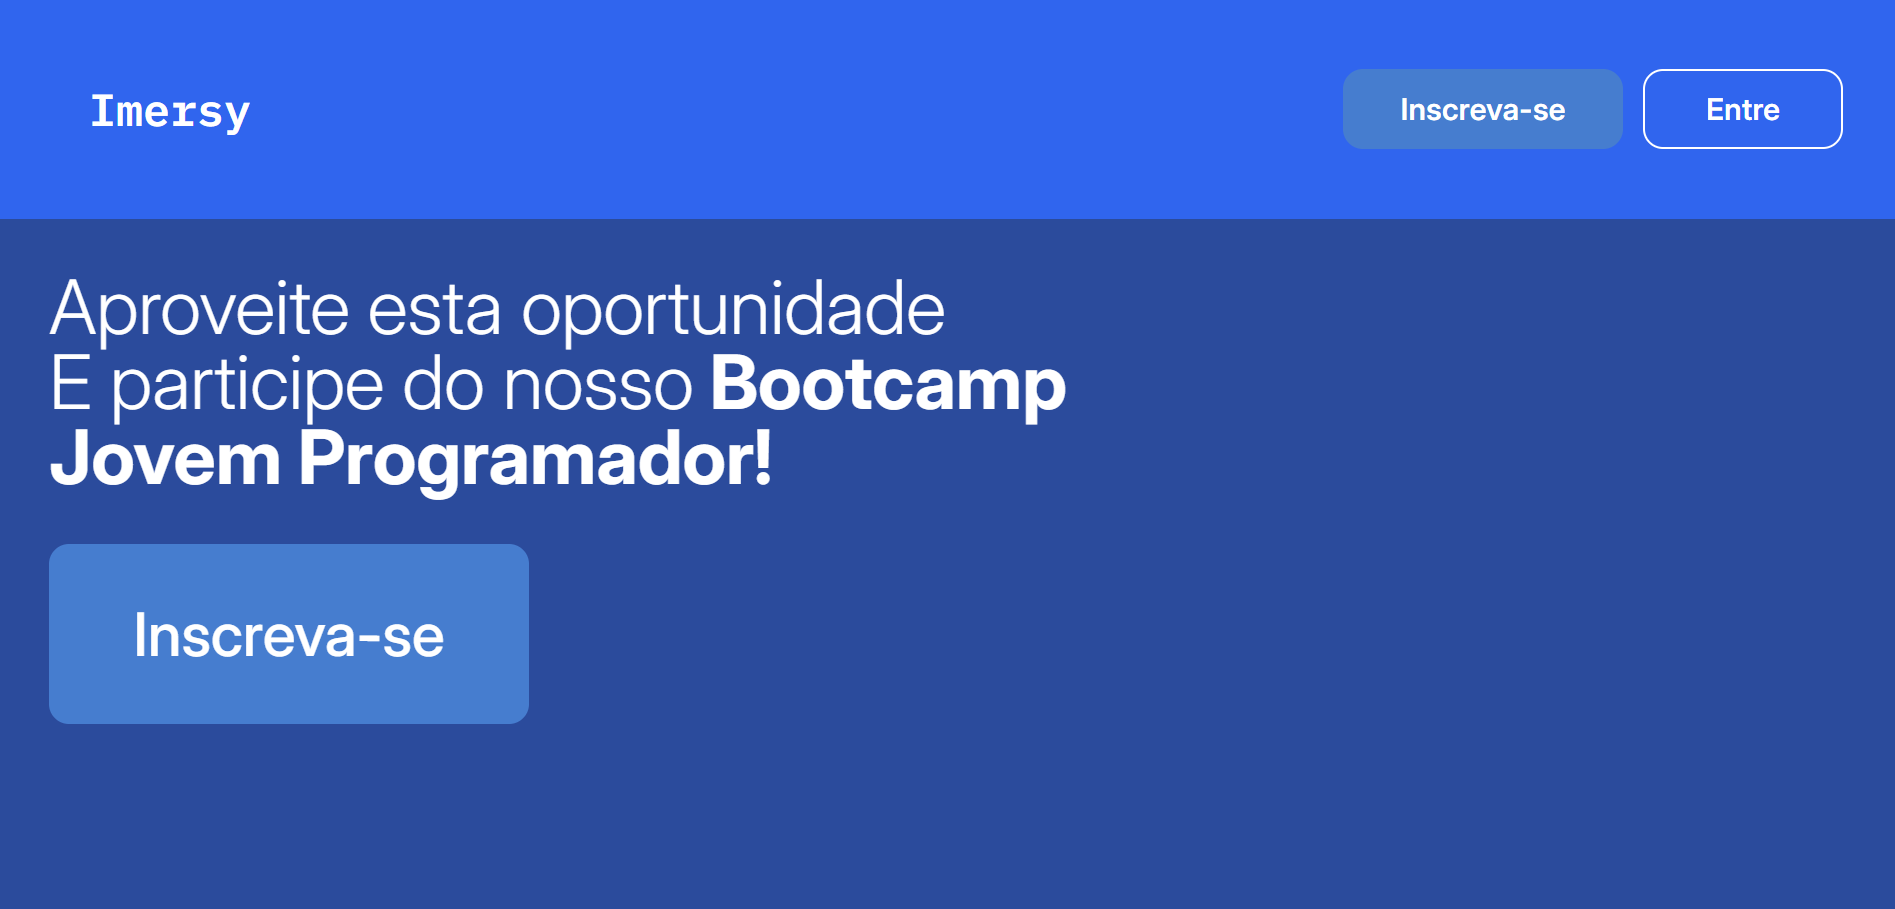 Imersy
Inscreva-se
Entre
Aproveite esta oportunidade
E participe do nosso Bootcamp
Jovem Programador!
Inscreva-se